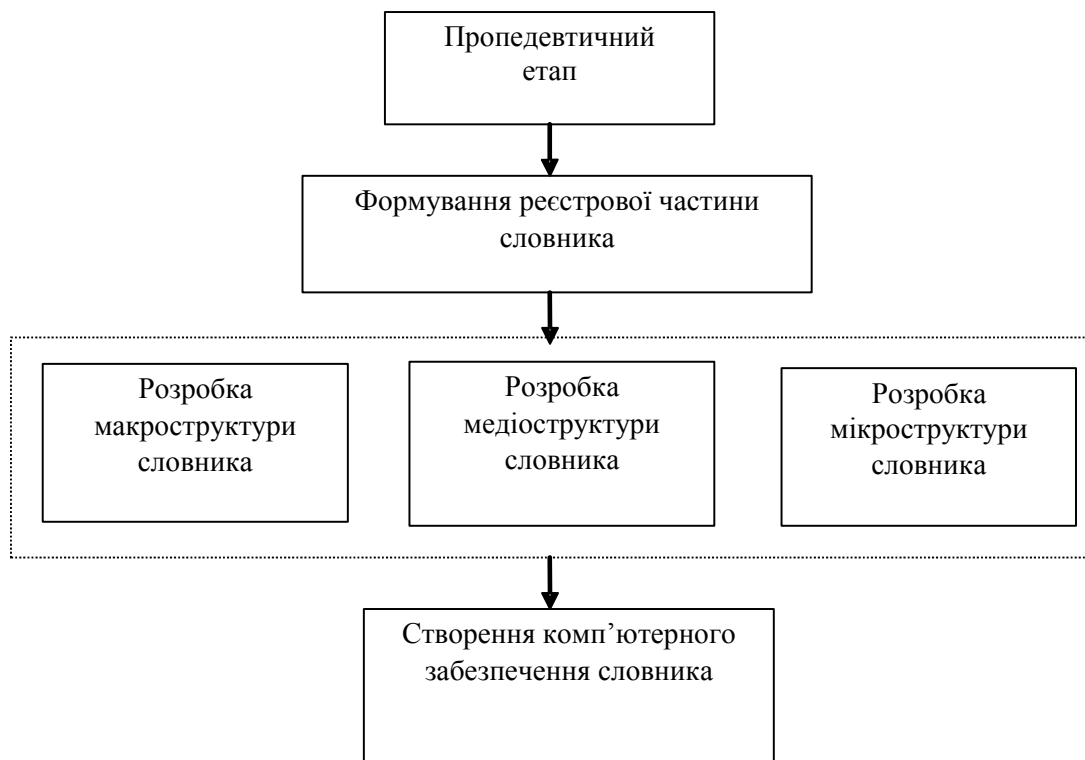 Пропедевтичний
етап
Формування реєстрової частини
словника
Розробка
макроструктури
словника
Розробка
медіоструктури
словника
Розробка
мікроструктури
словника
Створення комп’ютерного
забезпечення словника